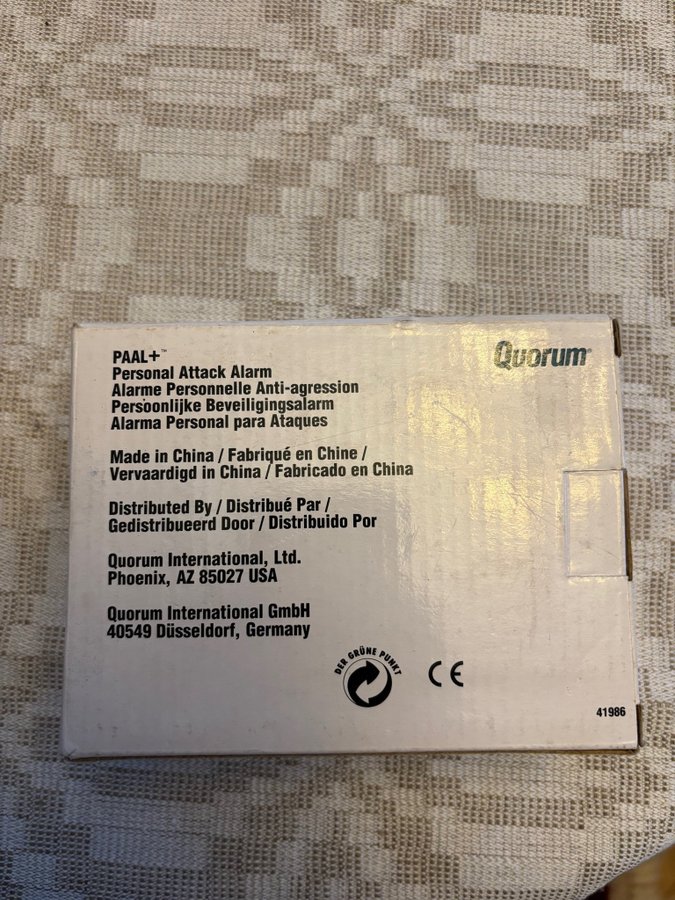 PAAL+™
Quorum®
Personal Attack Alarm
Alarme Personnelle Anti-agression
Persoonlijke Beveiligingsalarm
Alarma Personal para Ataques
Made in China / Fabriqué en Chine /
Vervaardigd in China / Fabricado en China
Distributed By / Distribué Par /
Gedistribueerd Door / Distribuido Por
Quorum International, Ltd.
Phoenix, AZ 85027 USA
Quorum International GmbH
40549 Düsseldorf, Germany
DER GRÜNE PUNKT
CE
41986